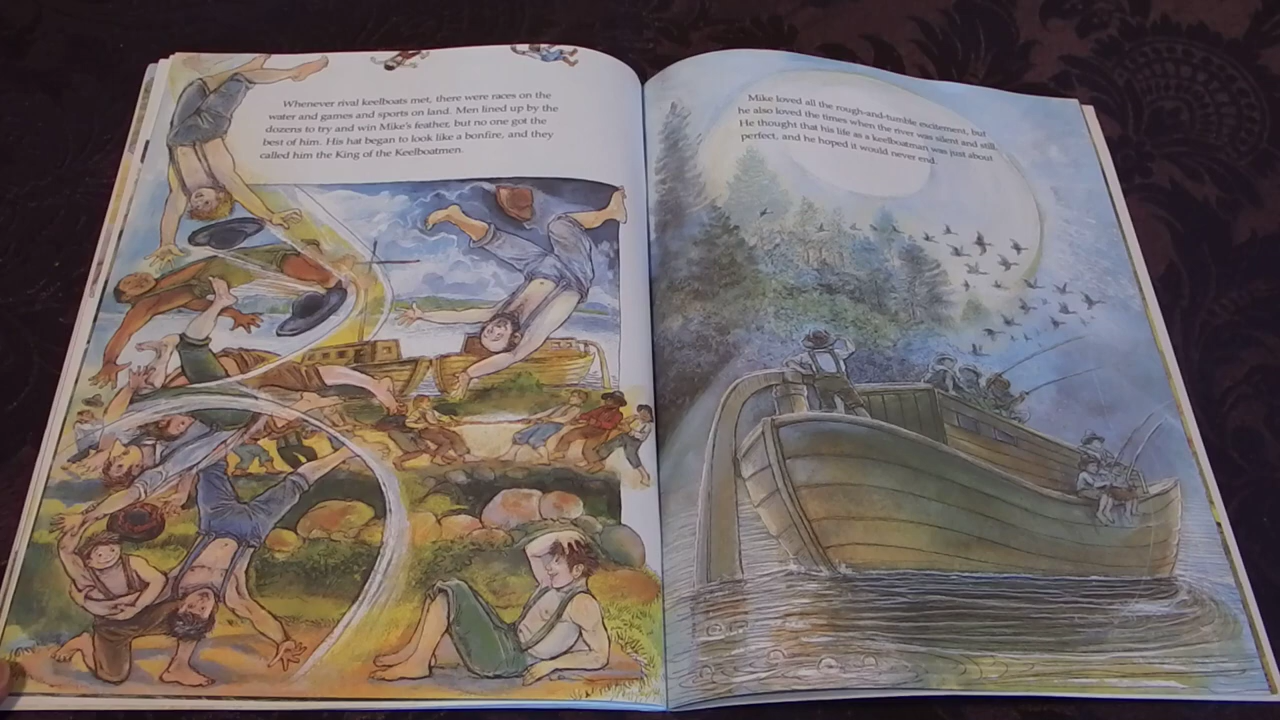 Whenever rival keelboats met, there were races on the
water and games and sports on land. Men lined up by the
dozens to try and win Mike's feather, but no one got the
best of him. His hat began to look like a bonfire, and they
called him the King of the Keelboatmen.
Mike loved all the rough-and-tumble excitement, but
he also loved the times when the river was silent and still.
He thought that his life as a keelboatman was just about
perfect, and he hoped it would never end.